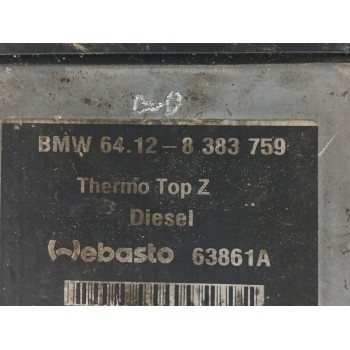 BMW 64.12-8 383 759
Thermo Top Z
Diesel
Webasto 63861A